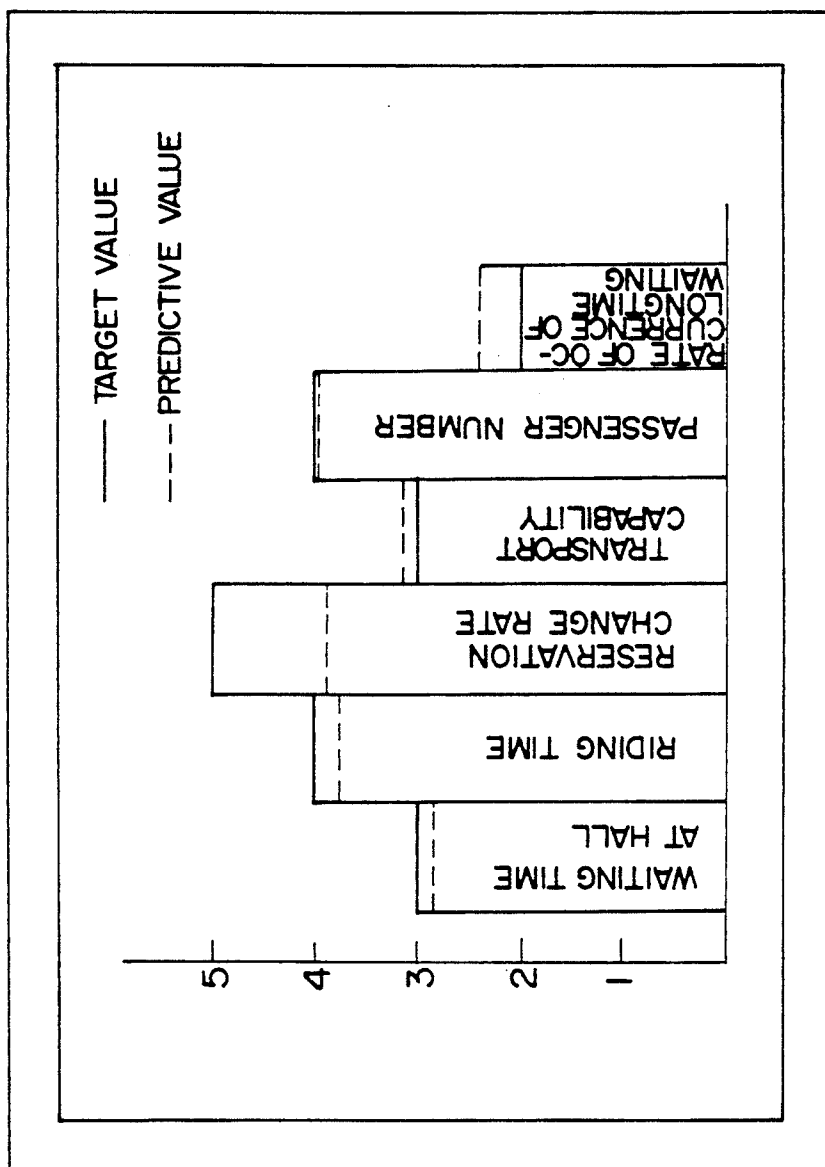 TARGET VALUE
PREDICTIVE VALUE
5
4
3
2
1
WAITING TIME
AT HALL
RIDING TIME
RESERVATION
CHANGE RATE
TRANSPORT
CAPABILITY
PASSENGER NUMBER
RATE OF OC-
CURRENCE OF
LONGTIME
WAITING